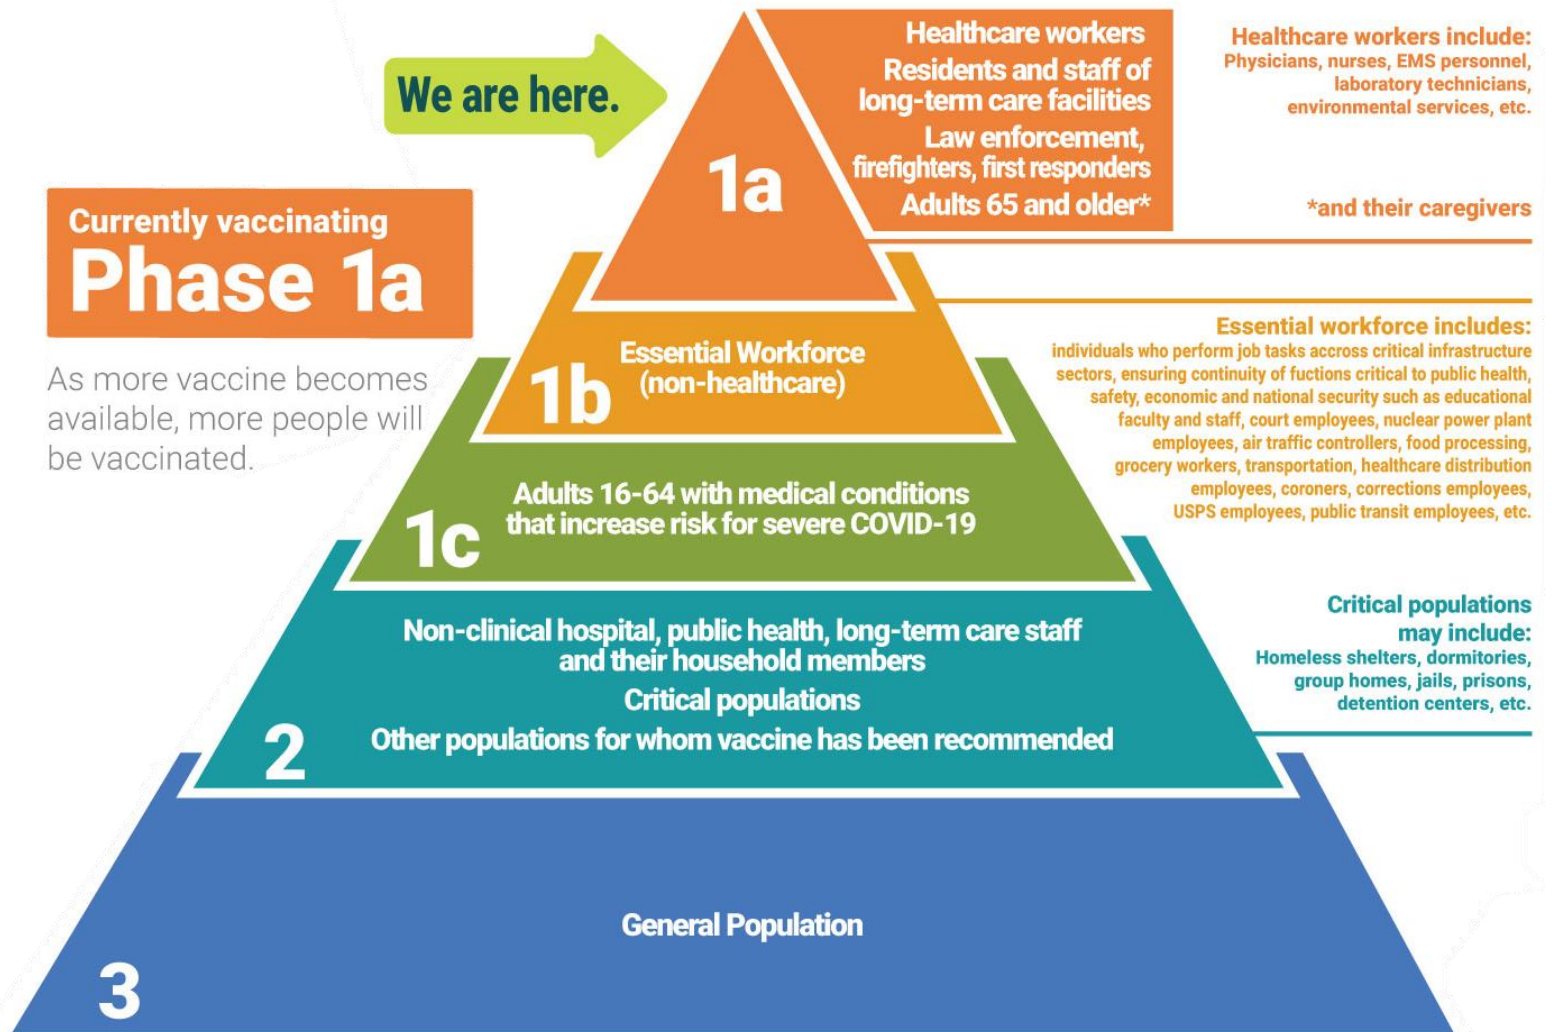 We are here.
Currently vaccinating
Phase 1a
As more vaccine becomes
available, more people will
be vaccinated.
1a
Healthcare workers
Residents and staff of
long-term care facilities
Law enforcement,
firefighters, first responders
Adults 65 and older*
Healthcare workers include:
Physicians, nurses, EMS personnel,
laboratory technicians,
environmental services, etc.
*and their caregivers
1b
Essential Workforce
(non-healthcare)
Essential workforce includes:
individuals who perform job tasks accross critical infrastructure
sectors, ensuring continuity of fuctions critical to public health,
safety, economic and national security such as educational
faculty and staff, court employees, nuclear power plant
employees, air traffic controllers, food processing,
grocery workers, transportation, healthcare distribution
employees, coroners, corrections employees,
USPS employees, public transit employees, etc.
1c
Adults 16-64 with medical conditions
that increase risk for severe COVID-19
2
Non-clinical hospital, public health, long-term care staff
and their household members
Critical populations
Other populations for whom vaccine has been recommended
Critical populations
may include:
Homeless shelters, dormitories,
group homes, jails, prisons,
detention centers, etc.
3
General Population